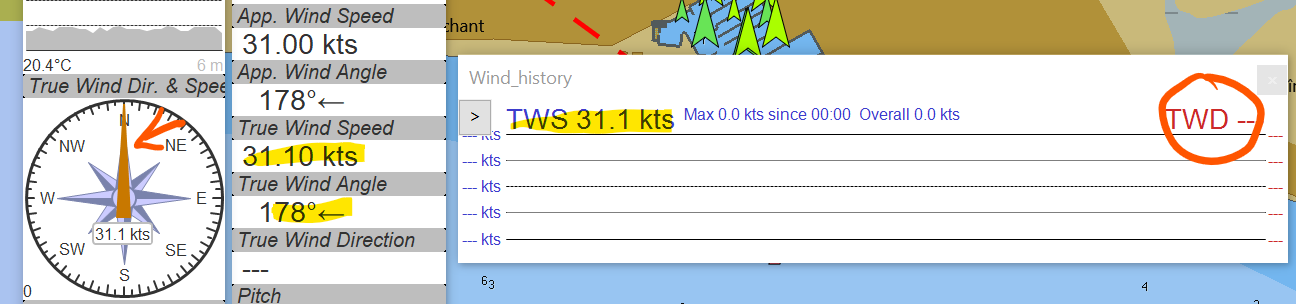 20.4°C 6 m
True Wind Dir. & Spee
N
NW NE
W E
31.1 kts
SW SE
S
0
App. Wind Speed
31.00 kts
App. Wind Angle
178°←
True Wind Speed
31.10 kts
True Wind Angle
178°←
True Wind Direction
---
Pitch
chant
Wind_history
×
> TWS 31.1 kts Max 0.0 kts since 00:00 Overall 0.0 kts TWD --
--- kts ---
--- kts ---
--- kts ---
--- kts ---
--- kts ---
6 3
4